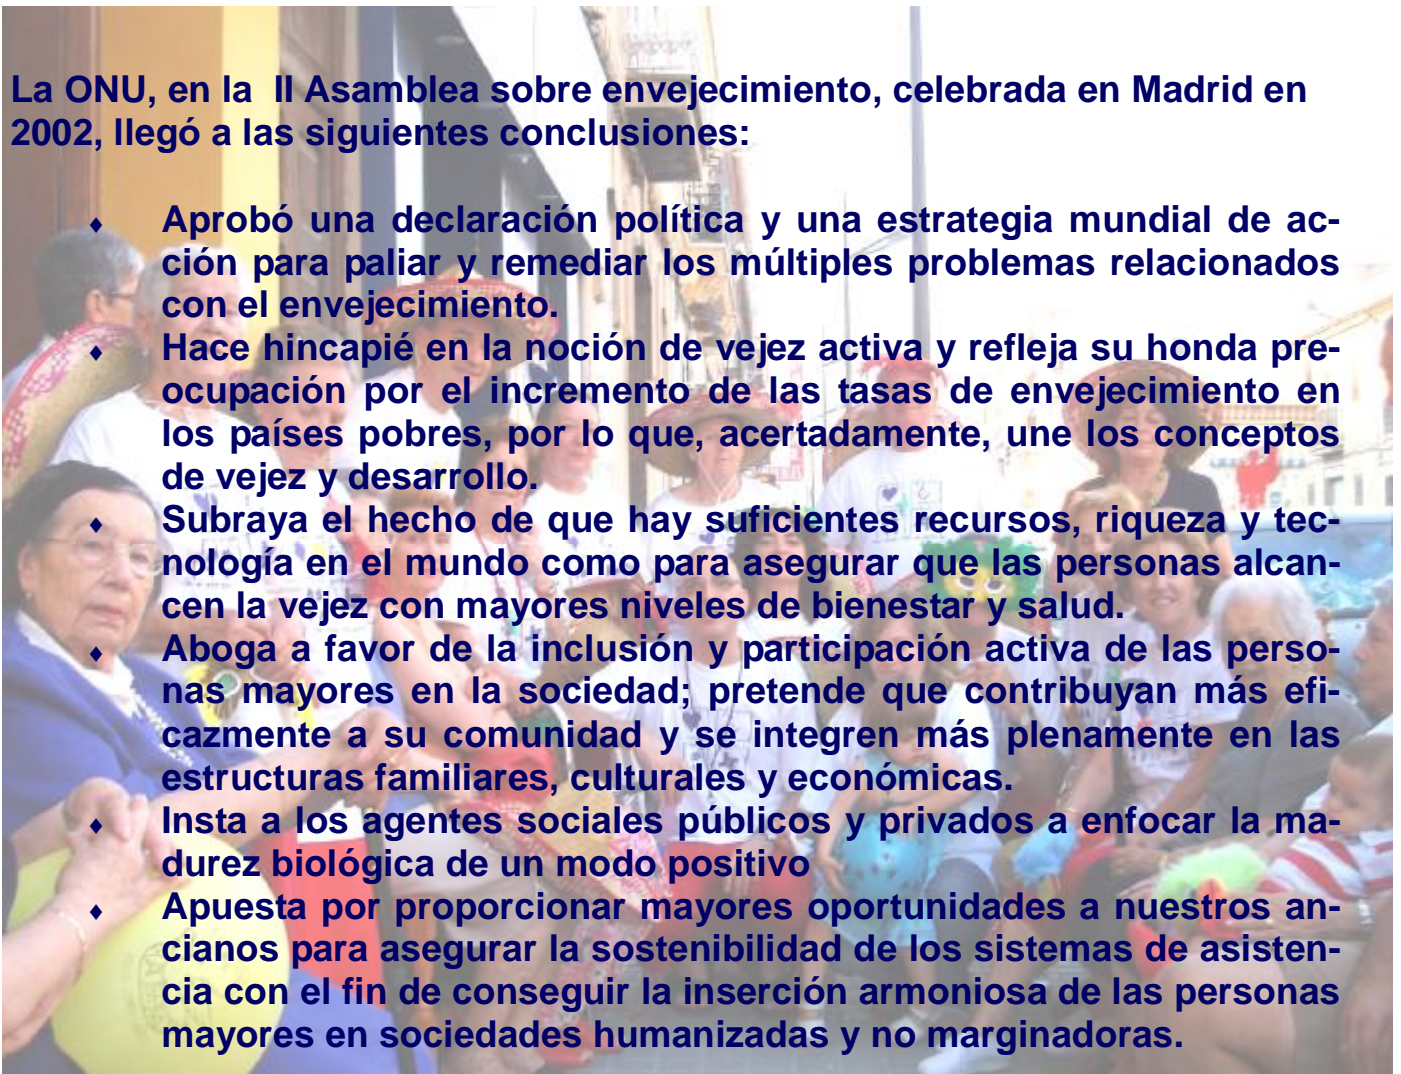 La ONU, en la  II Asamblea sobre envejecimiento, celebrada en Madrid en
2002, llegó a las siguientes conclusiones:
♦ Aprobó una declaración política y una estrategia mundial de ac-
ción para paliar y remediar los múltiples problemas relacionados
con el envejecimiento.
♦ Hace hincapié en la noción de vejez activa y refleja su honda pre-
ocupación por el incremento de las tasas de envejecimiento en
los países pobres, por lo que, acertadamente, une los conceptos
de vejez y desarrollo.
♦ Subraya el hecho de que hay suficientes recursos, riqueza y tec-
nología en el mundo como para asegurar que las personas alcan-
cen la vejez con mayores niveles de bienestar y salud.
♦ Aboga a favor de la inclusión y participación activa de las perso-
nas mayores en la sociedad; pretende que contribuyan más efi-
cazmente a su comunidad y se integren más plenamente en las
estructuras familiares, culturales y económicas.
♦ Insta a los agentes sociales públicos y privados a enfocar la ma-
durez biológica de un modo positivo
♦ Apuesta por proporcionar mayores oportunidades a nuestros an-
cianos para asegurar la sostenibilidad de los sistemas de asisten-
cia con el fin de conseguir la inserción armoniosa de las personas
mayores en sociedades humanizadas y no marginadoras.